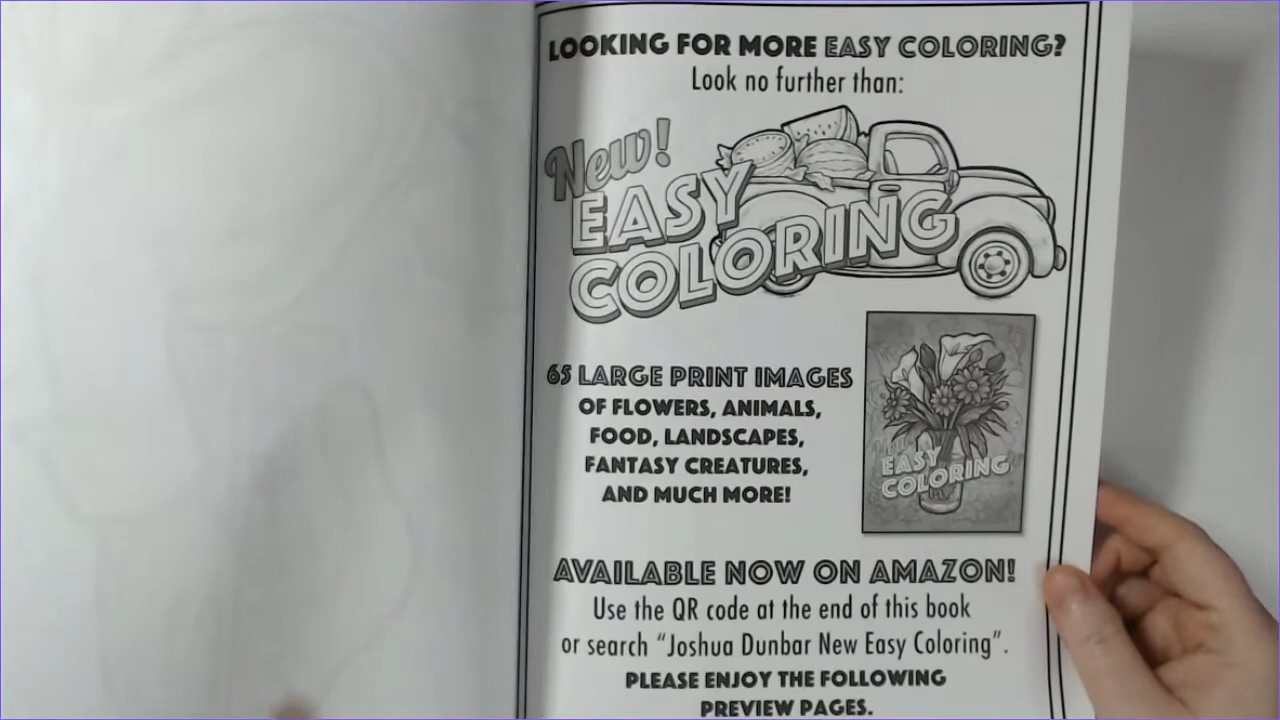 LOOKING FOR MORE EASY COLORING?
Look no further than:
New!
EASY
COLORING
65 LARGE PRINT IMAGES
OF FLOWERS, ANIMALS,
FOOD, LANDSCAPES,
FANTASY CREATURES,
AND MUCH MORE!
EASY
COLORING
AVAILABLE NOW ON AMAZON!
Use the QR code at the end of this book
or search “Joshua Dunbar New Easy Coloring”.
PLEASE ENJOY THE FOLLOWING
PREVIEW PAGES.